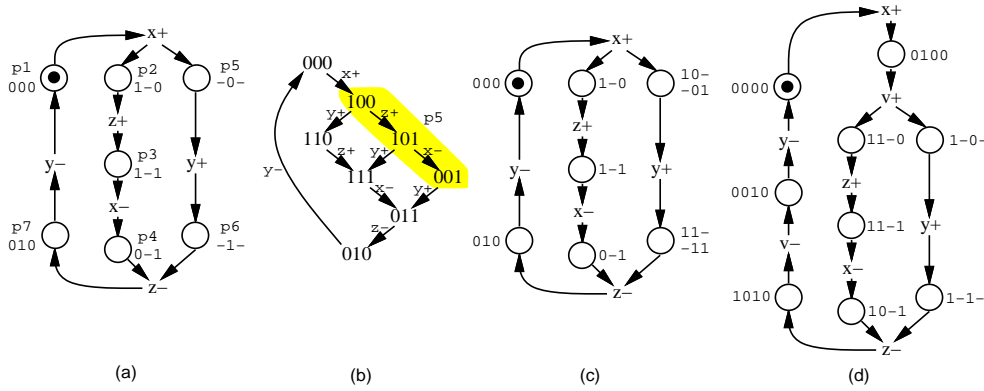 x+
p1
000
p2
1-0
p5
-0-
z+
p3
1-1
y+
x−
y−
p7
010
p4
0-1
p6
-1-
z−
(a)
000
x+
100
y+
z+
p5
110
101
z+
y+
x-
111
001
x-
y+
011
z-
010
y-
(b)
x+
000
1-0
10-
-01
z+
1-1
y+
y−
x−
010
0-1
11-
-11
z−
(c)
x+
0100
0000
v+
11-0
1-0-
y−
z+
0010
11-1
y+
v−
x−
1010
10-1
1-1-
z−
(d)